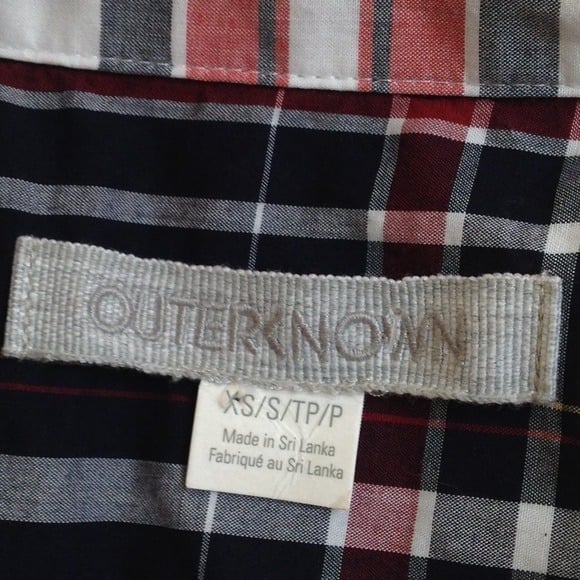 OUTERKNOWN
XS/S/TP/P
Made in Sri Lanka
Fabriqué au Sri Lanka